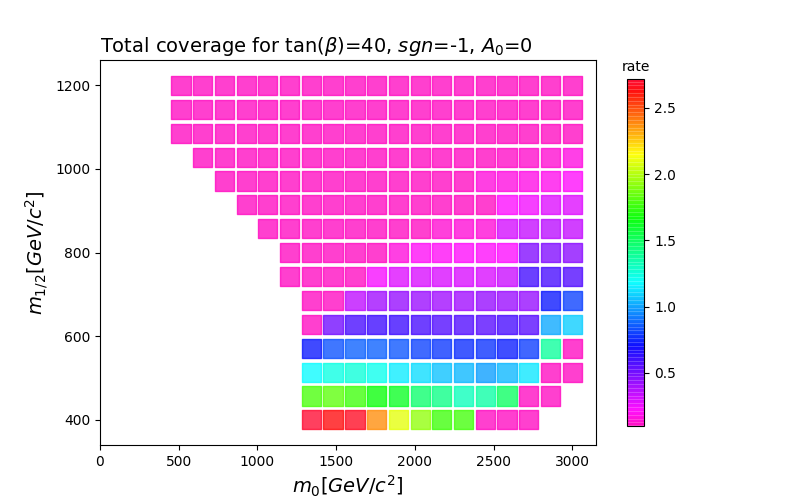 Total coverage for tan(β)=40, sgn=-1, A₀=0
rate
1200
1000
800
600
400
m₁/₂[GeV/c²]
0 500 1000 1500 2000 2500 3000
m₀[GeV/c²]
2.5
2.0
1.5
1.0
0.5